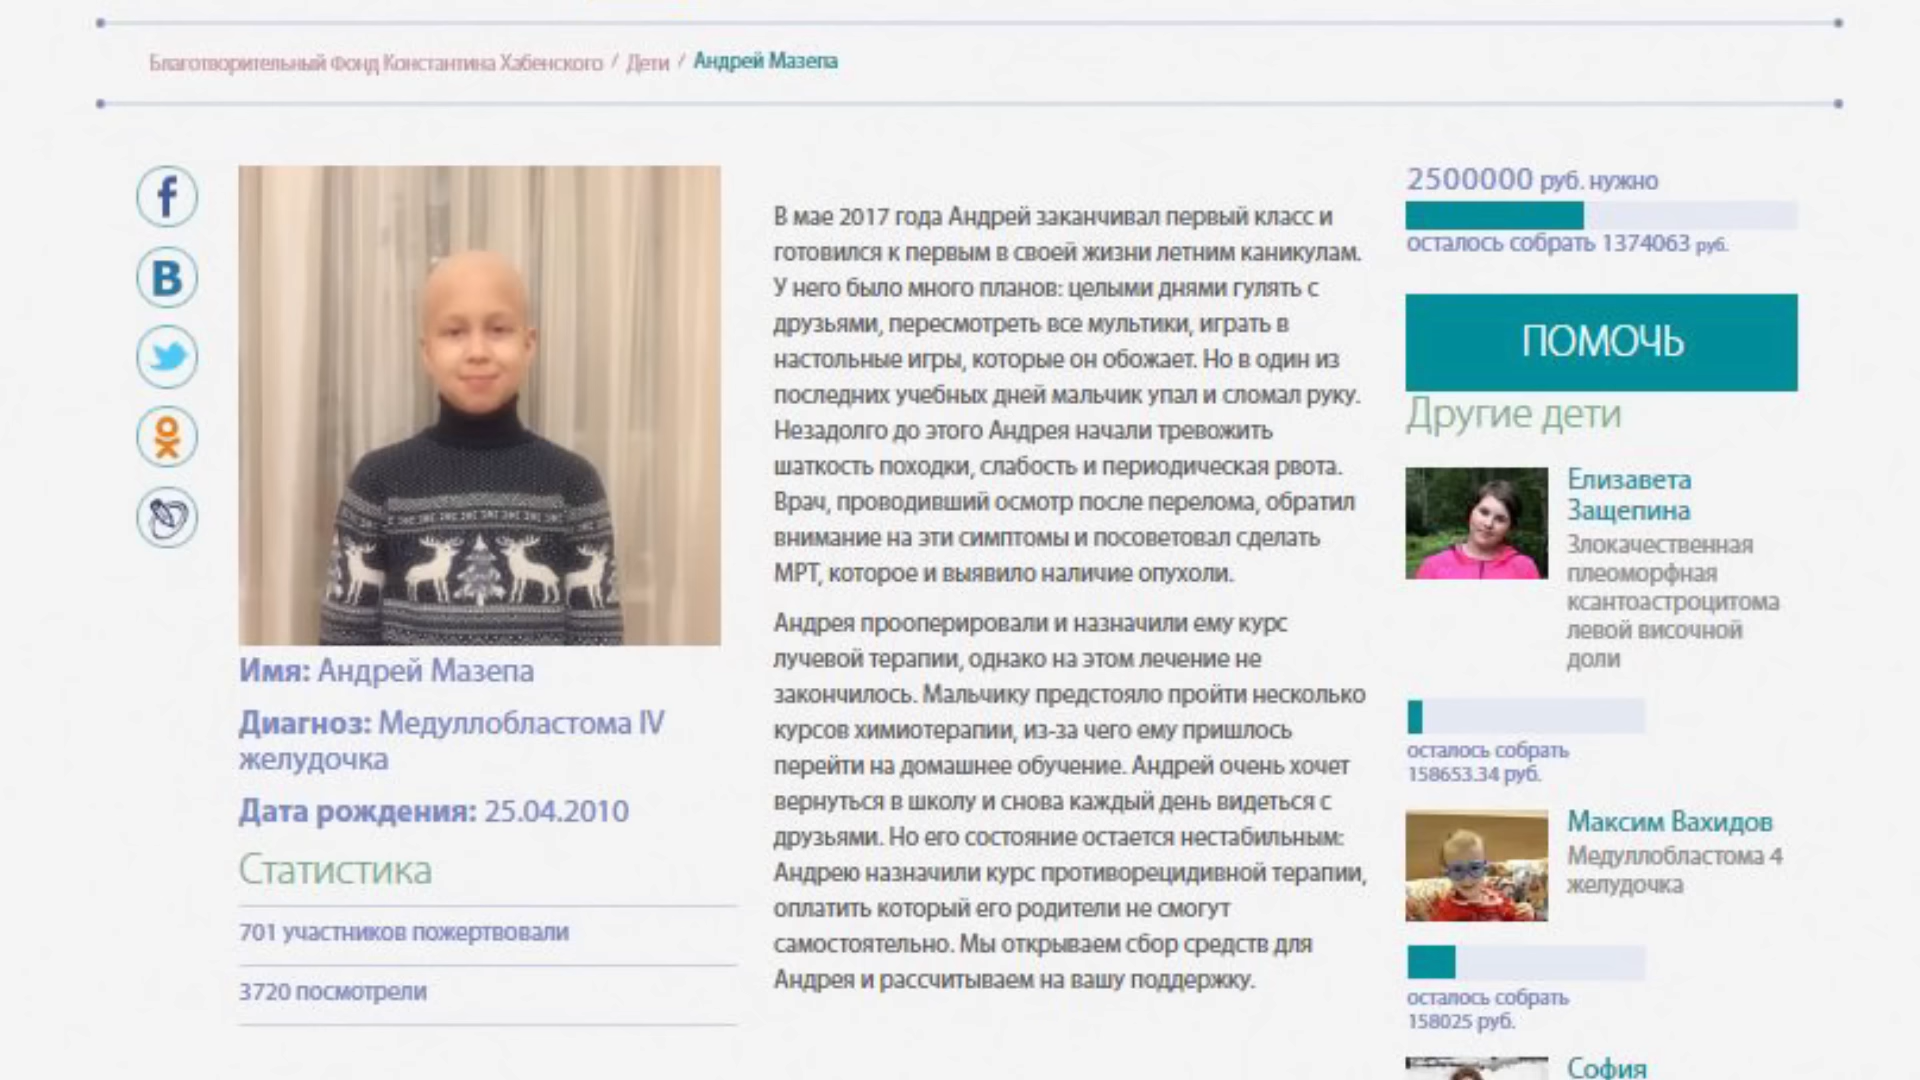 Благотворительный Фонд Константина Хабенского / Дети / Андрей Мазепа
Имя: Андрей Мазепа
Диагноз: Медуллобластома IV
желудочка
Дата рождения: 25.04.2010
Статистика
701 участников пожертвовали
3720 посмотрели
В мае 2017 года Андрей заканчивал первый класс и
готовился к первым в своей жизни летним каникулам.
У него было много планов: целыми днями гулять с
друзьями, пересмотреть все мультики, играть в
настольные игры, которые он обожает. Но в один из
последних учебных дней мальчик упал и сломал руку.
Незадолго до этого Андрея начали тревожить
шаткость походки, слабость и периодическая рвота.
Врач, проводивший осмотр после перелома, обратил
внимание на эти симптомы и посоветовал сделать
МРТ, которое и выявило наличие опухоли.
Андрея прооперировали и назначили ему курс
лучевой терапии, однако на этом лечение не
закончилось. Мальчику предстояло пройти несколько
курсов химиотерапии, из-за чего ему пришлось
перейти на домашнее обучение. Андрей очень хочет
вернуться в школу и снова каждый день видеться с
друзьями. Но его состояние остается нестабильным:
Андрею назначили курс противорецидивной терапии,
оплатить который его родители не смогут
самостоятельно. Мы открываем сбор средств для
Андрея и рассчитываем на вашу поддержку.
2500000 руб. нужно
осталось собрать 1374063 руб.
ПОМОЧЬ
Другие дети
Елизавета
Защепина
Злокачественная
плеоморфная
ксантоастроцитома
левой височной
доли
осталось собрать
158653.34 руб.
Максим Вахидов
Медуллобластома 4
желудочка
осталось собрать
158025 руб.
София